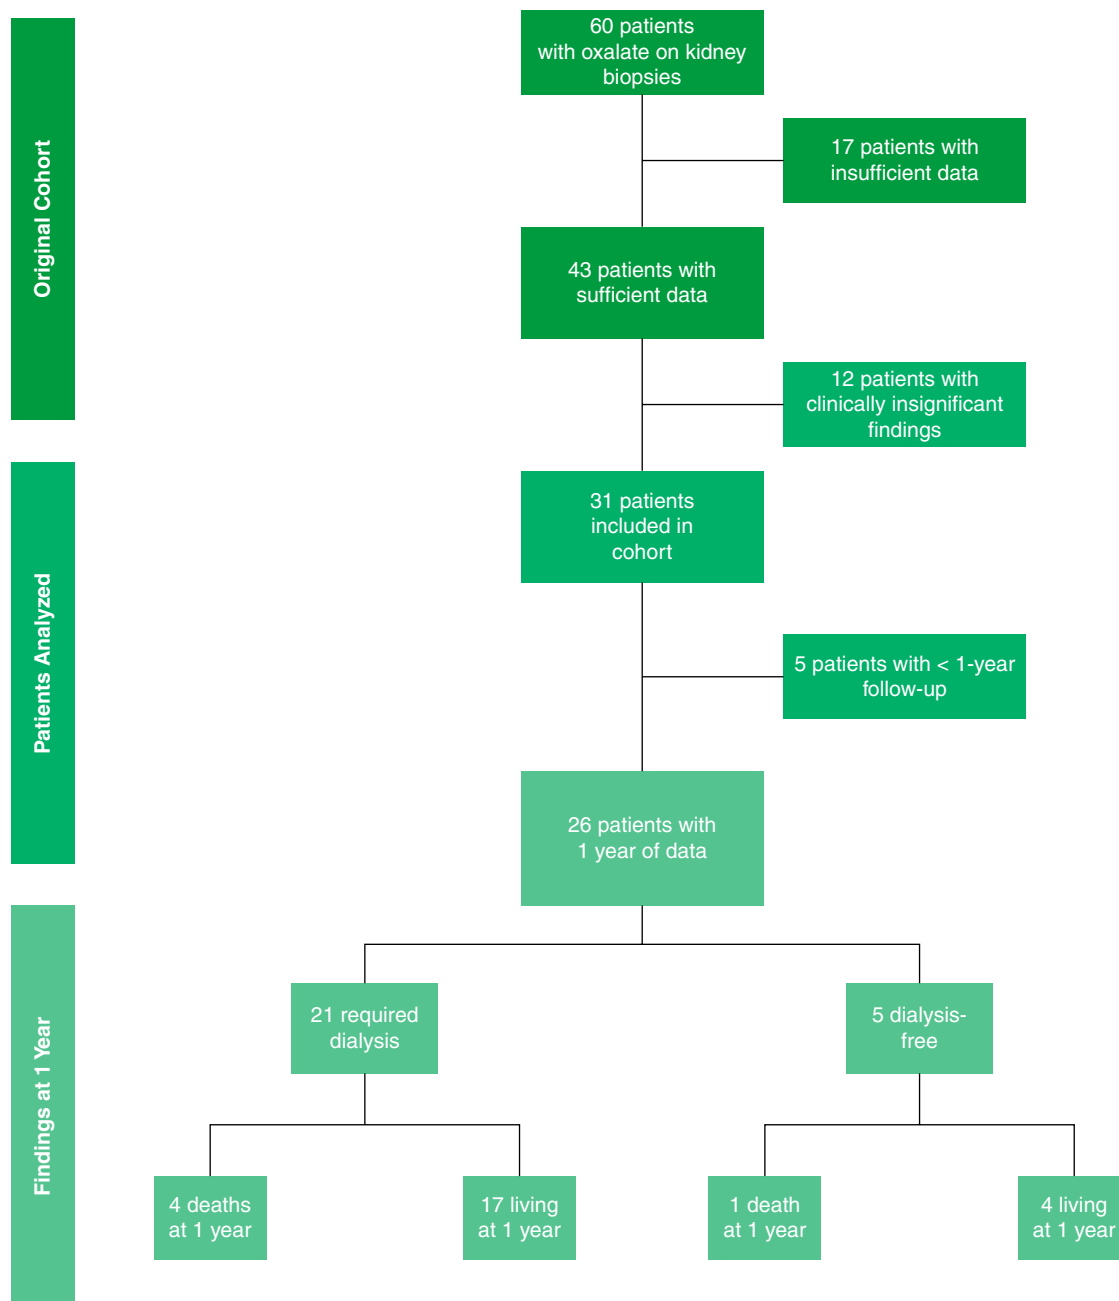 Original Cohort
60 patients
with oxalate on kidney
biopsies
17 patients with
insufficient data
43 patients with
sufficient data
12 patients with
clinically insignificant
findings
Patients Analyzed
31 patients
included in
cohort
5 patients with < 1-year
follow-up
26 patients with
1 year of data
Findings at 1 Year
21 required
dialysis
5 dialysis-
free
4 deaths
at 1 year
17 living
at 1 year
1 death
at 1 year
4 living
at 1 year